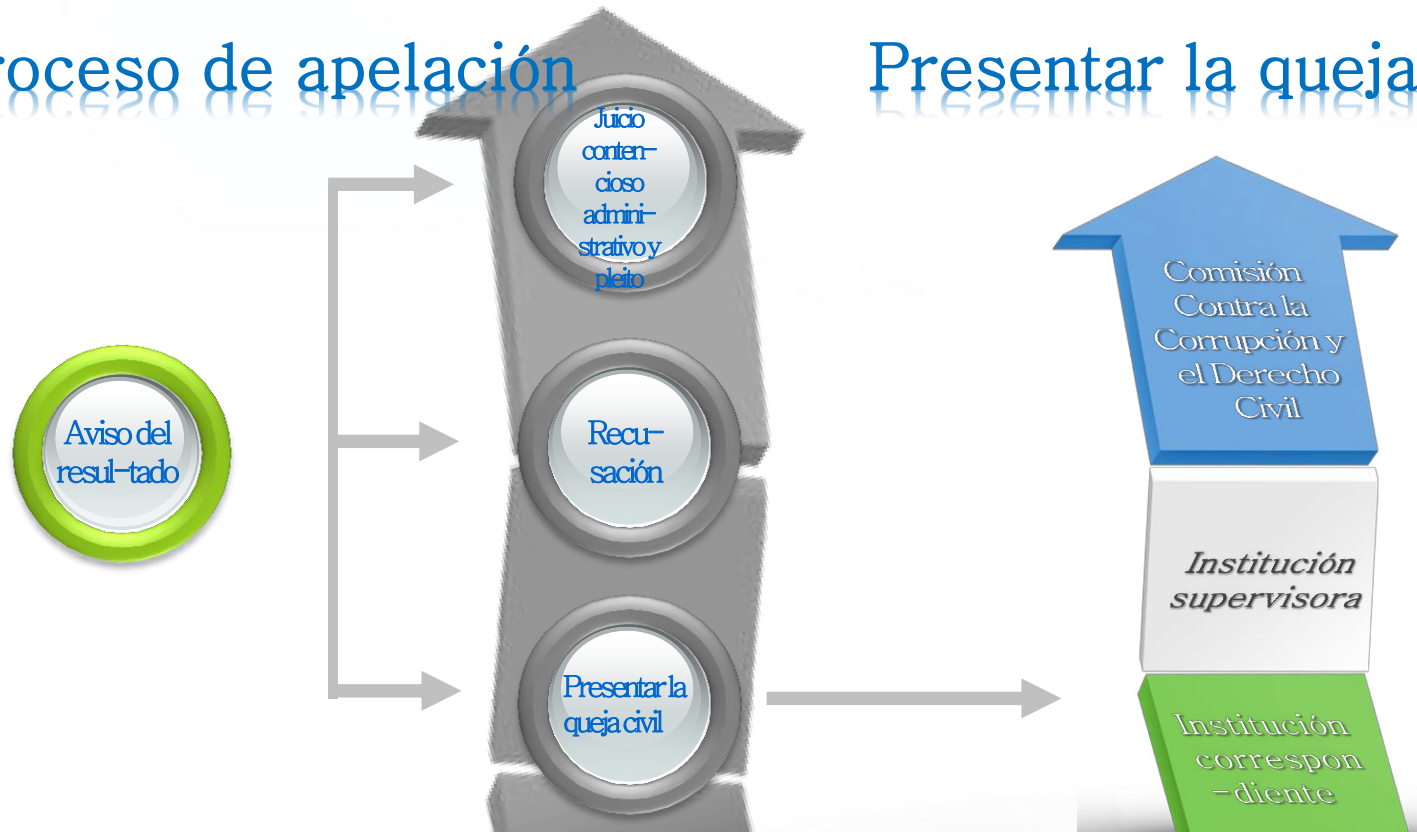 roceso de apelación
Presentar la queja
Juicio
conten-
cioso
admini-
strativo y
pleito
Aviso del
resul-tado
Recu-
sación
Presentar la
queja civil
Comisión
Contra la
Corrupción y
el Derecho
Civil
Institución
supervisora
Institución
correspon
-diente